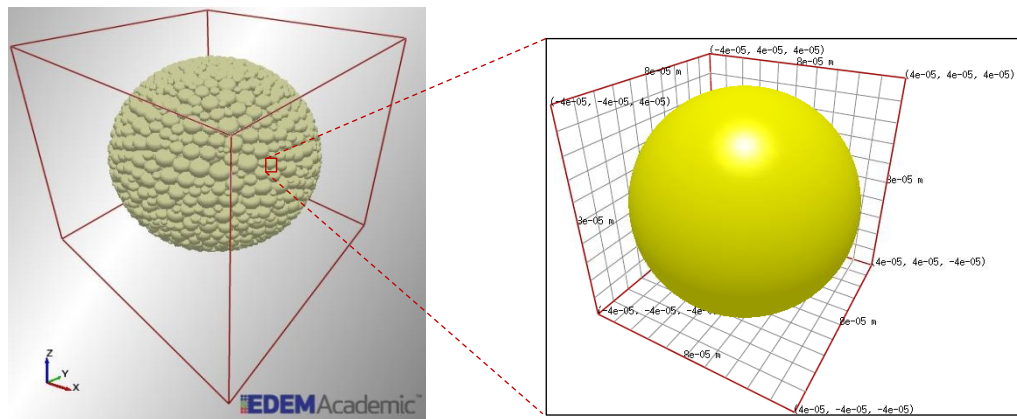 Z
Y
X
EDEMAcademic™
(-4e-05, 4e-05, 4e-05)
8e-05 m
8e-05 m
(4e-05, 4e-05, 4e-05)
(-4e-05, -4e-05, 4e-05)
8e-05 m
8e-05 m
(4e-05, 4e-05, -4e-05)
(-4e-05, -4e-05, -4e-
8e-05 m
8e-05 m
(4e-05, -4e-05, -4e-05)